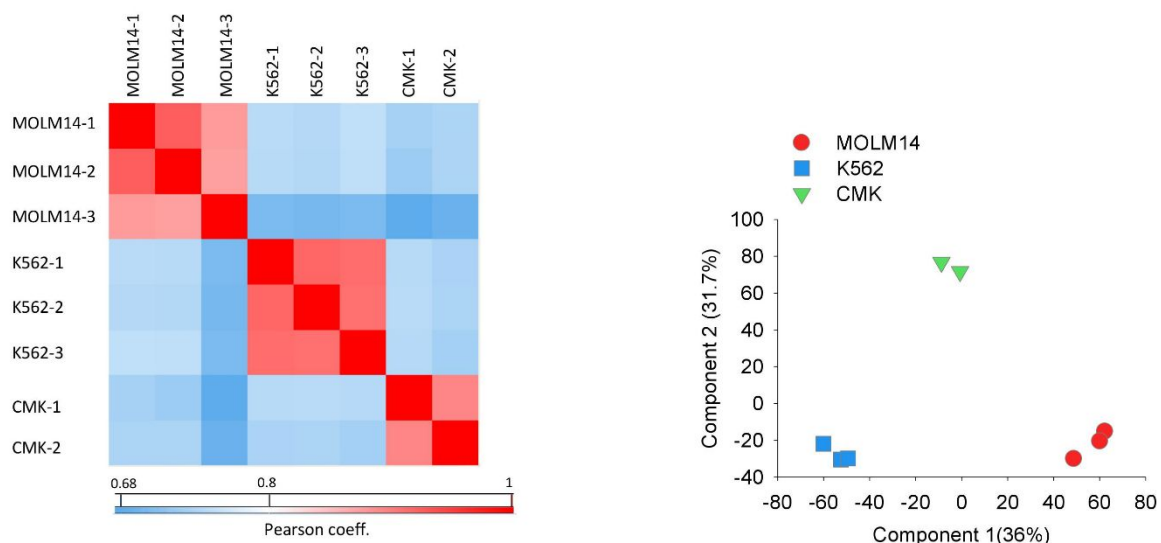 MOLM14-1
MOLM14-2
MOLM14-3
K562-1
K562-2
K562-3
CMK-1
CMK-2
MOLM14-1
MOLM14-2
MOLM14-3
K562-1
K562-2
K562-3
CMK-1
CMK-2
0.68 0.8 1
Pearson coeff.
MOLM14
K562
CMK
Component 2 (31.7%)
100
80
60
40
20
0
-20
-40
-80 -60 -40 -20 0 20 40 60 80
Component 1(36%)